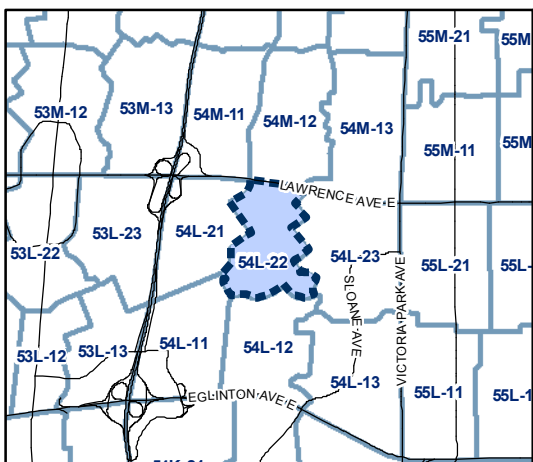 55M-21
55M
53M-12
53M-13
54M-11
54M-12
54M-13
55M-11
55M
LAWRENCE AVE E
53L-22
53L-23
54L-21
54L-22
54L-23
55L-21
55L-
SLOANE AVE
VICTORIA PARK AVE
53L-12
53L-13
54L-11
54L-12
54L-13
55L-11
55L-1
EGLINTON AVE E